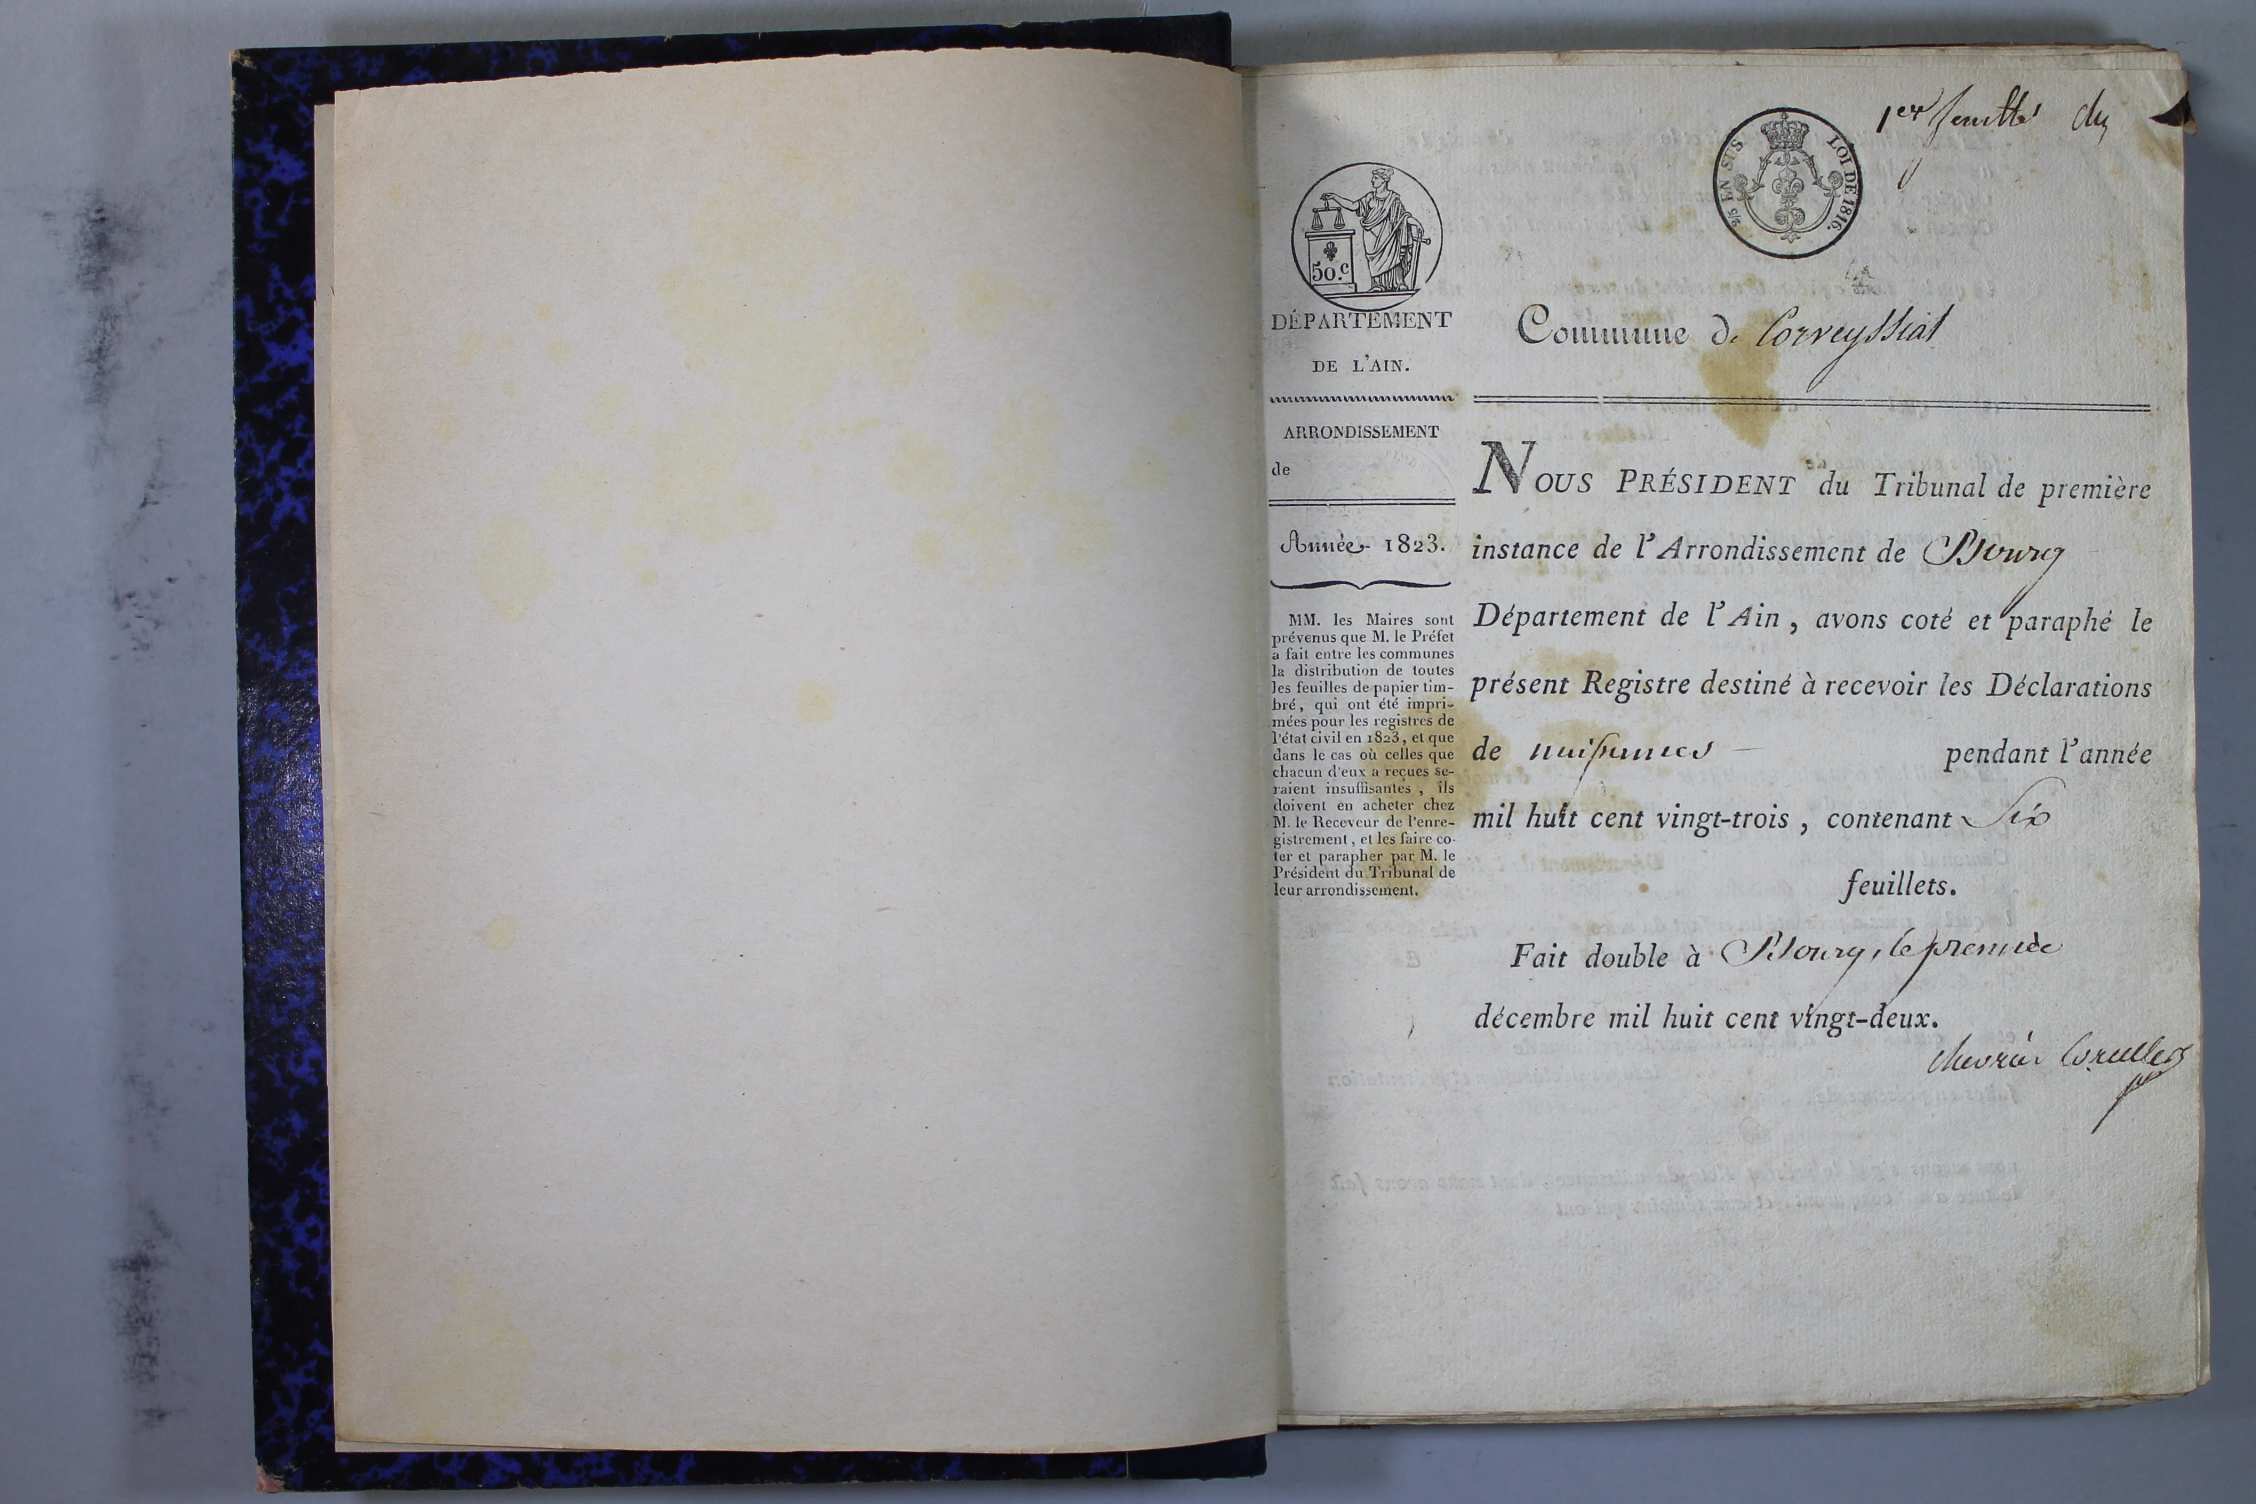 1er feuillet
2/5 EN SUS LOI DE 1816.
50.c
DÉPARTEMENT
DE L'AIN.
ARRONDISSEMENT
de
Année 1823.
MM. les Maires sont
prévenus que M. le Préfet
a fait entre les communes
la distribution de toutes
les feuilles de papier tim-
bré, qui ont été impri-
mées pour les registres de
l'état civil en 1823, et que
dans le cas où celles que
chacun d'eux a reçues se-
raient insuffisantes, ils
doivent en acheter chez
M. le Receveur de l'enre-
gistrement, et les faire co-
ter et parapher par M. le
Président du Tribunal de
leur arrondissement.
Commune de Corveyssiat
NOUS PRÉSIDENT du Tribunal de première
instance de l'Arrondissement de Bourg
Département de l'Ain, avons coté et paraphé le
présent Registre destiné à recevoir les Déclarations
de naissances pendant l'année
mil huit cent vingt-trois, contenant Six
feuillets.
Fait double à Bourg, le premier
décembre mil huit cent vingt-deux.